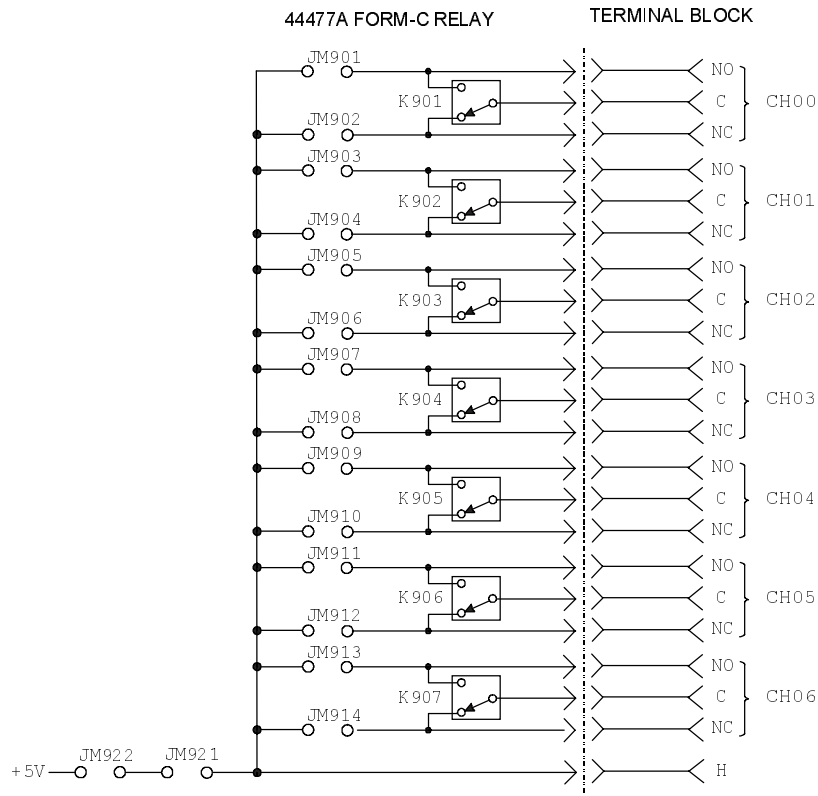 44477A FORM-C RELAY
TERMINAL BLOCK
JM901
NO
K901
C
CH00
JM902
NC
JM903
NO
K902
C
CH01
JM904
NC
JM905
NO
K903
C
CH02
JM906
NC
JM907
NO
K904
C
CH03
JM908
NC
JM909
NO
K905
C
CH04
JM910
NC
JM911
NO
K906
C
CH05
JM912
NC
JM913
NO
K907
C
CH06
JM914
NC
+5V
JM922
JM921
H